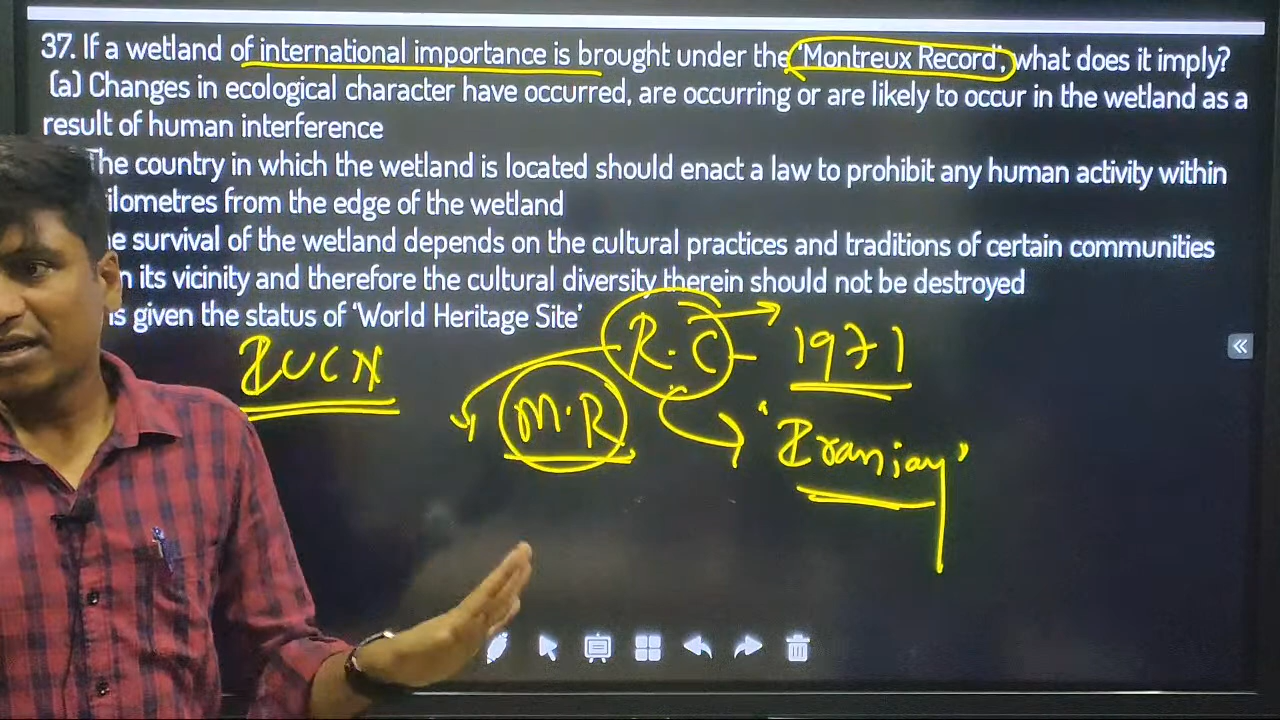 37. If a wetland of international importance is brought under the 'Montreux Record', what does it imply?
(a) Changes in ecological character have occurred, are occurring or are likely to occur in the wetland as a
result of human interference
The country in which the wetland is located should enact a law to prohibit any human activity within
ilometres from the edge of the wetland
e survival of the wetland depends on the cultural practices and traditions of certain communities
n its vicinity and therefore the cultural diversity therein should not be destroyed
is given the status of 'World Heritage Site'
R.C - 1971
IUCN
M.R
'Iranian'